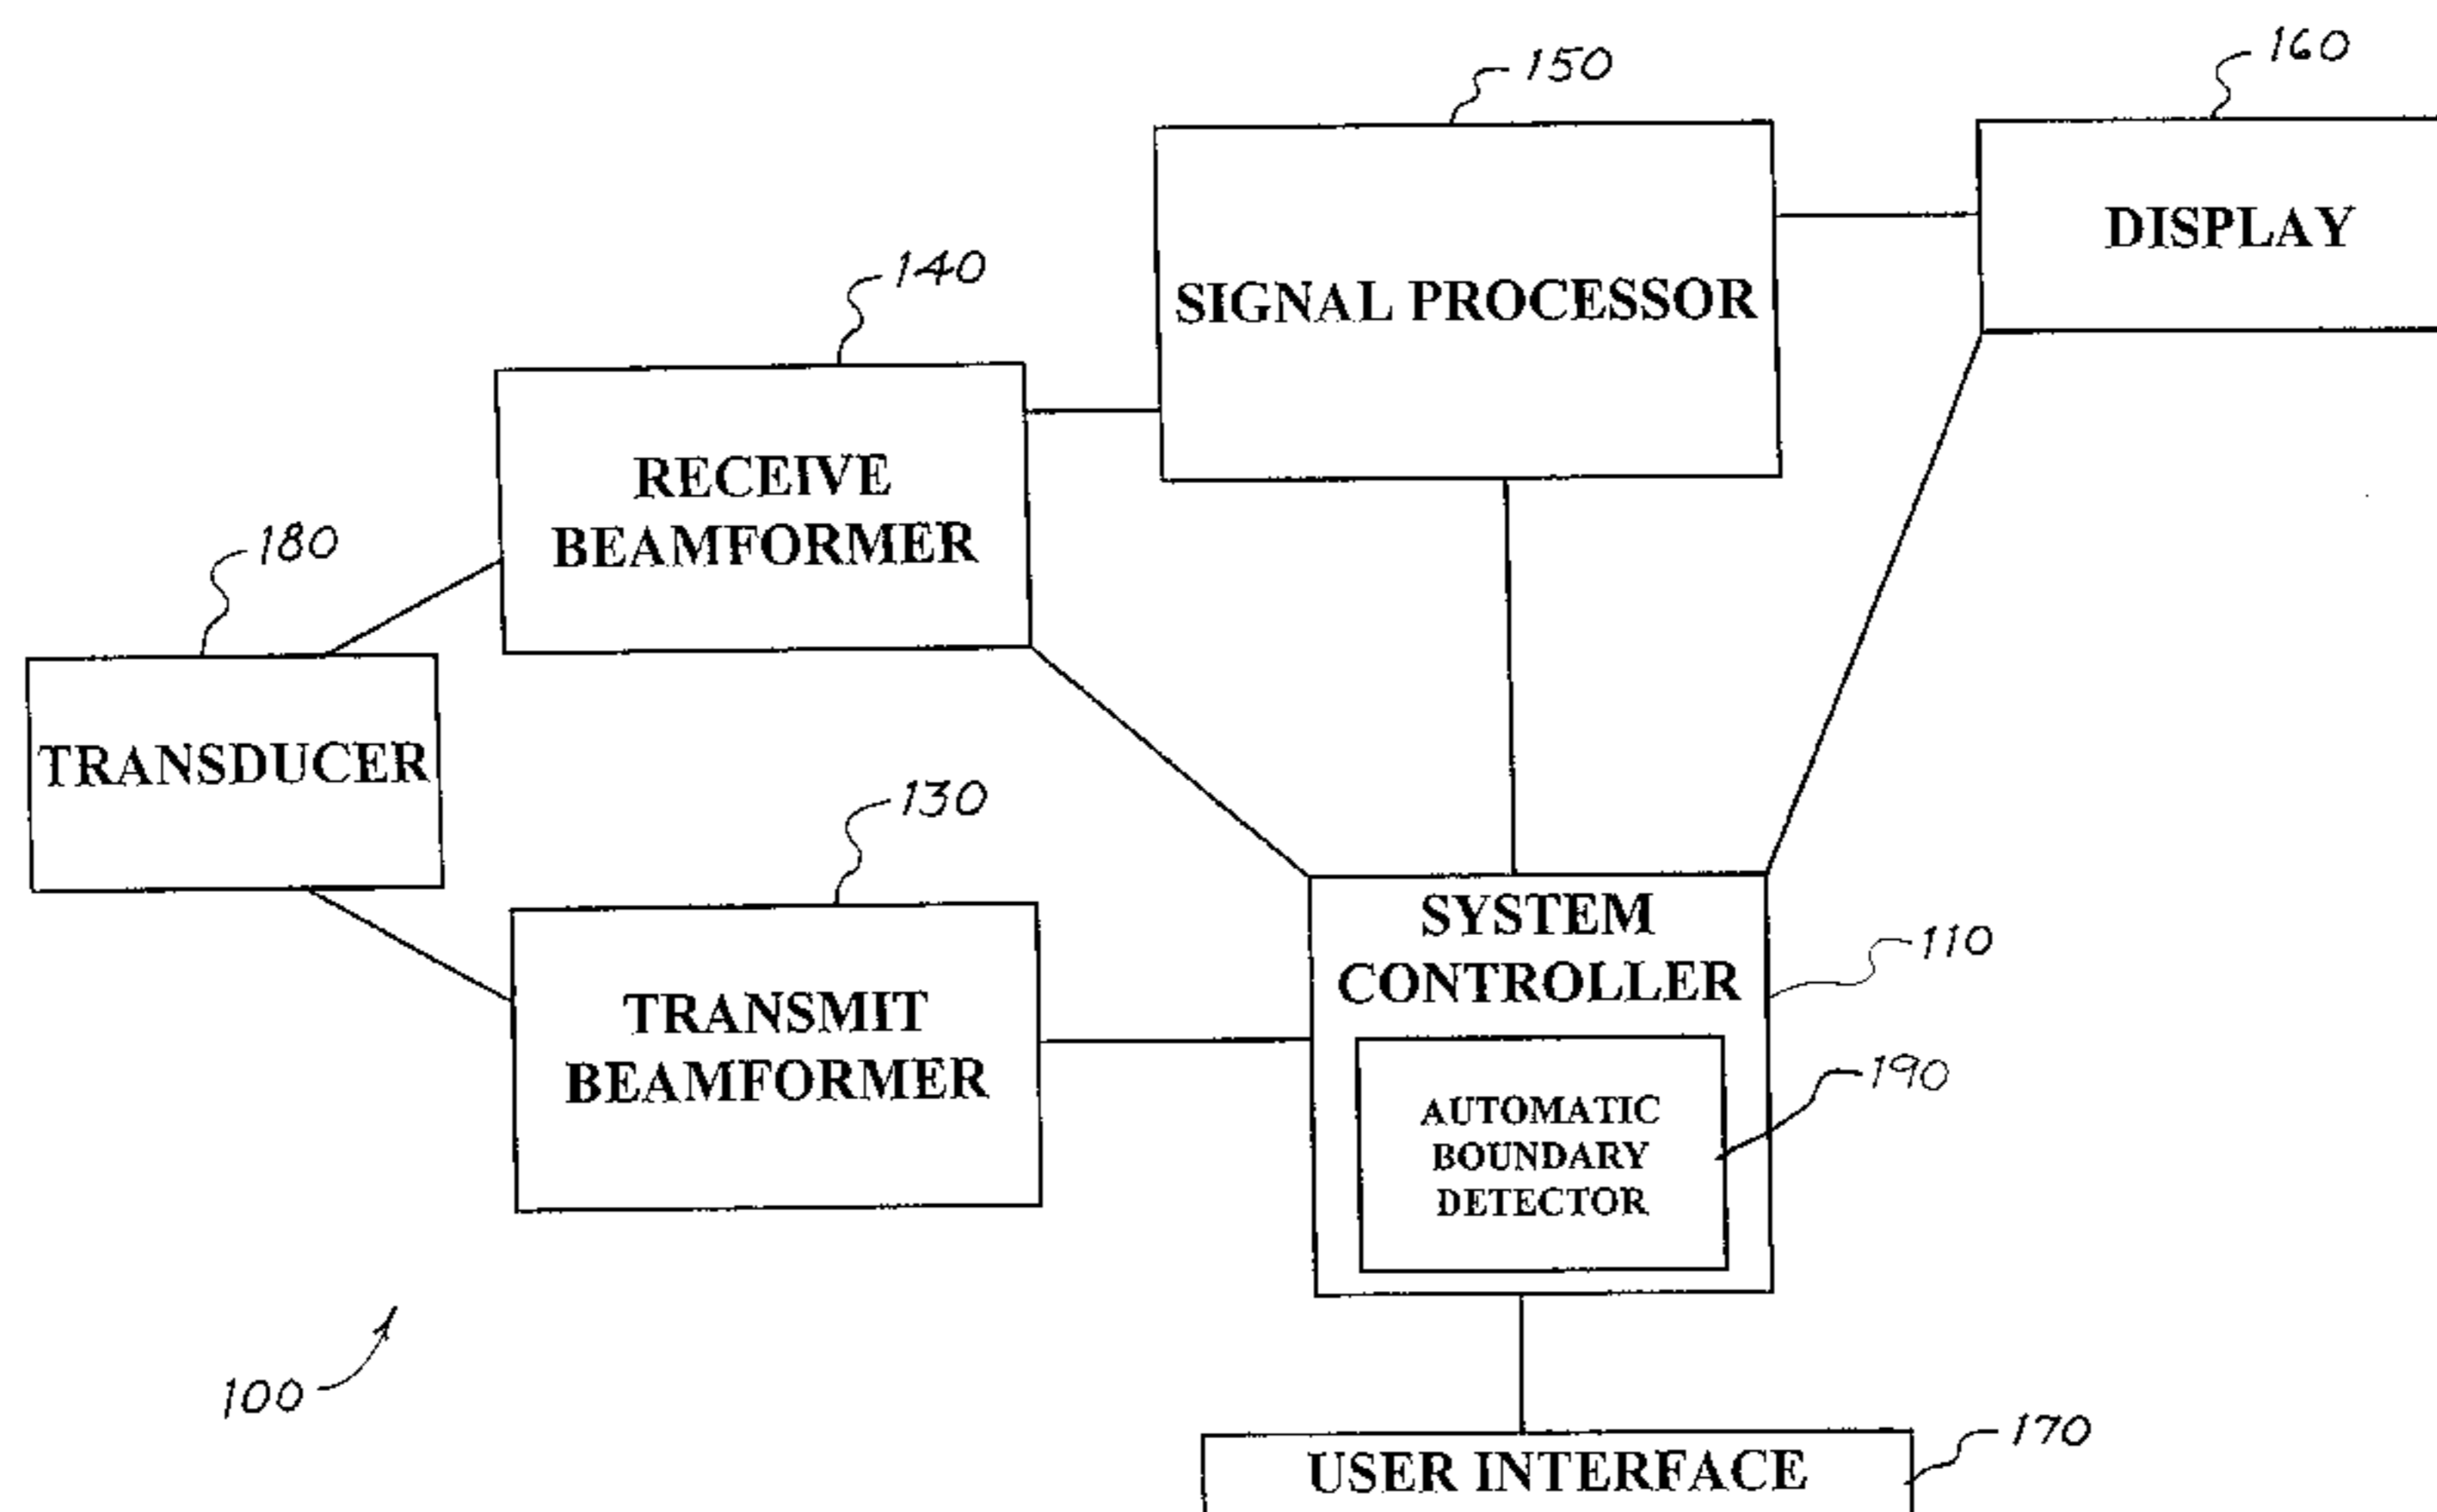 160
150
DISPLAY
SIGNAL PROCESSOR
140
RECEIVE
BEAMFORMER
180
TRANSDUCER
130
TRANSMIT
BEAMFORMER
SYSTEM
CONTROLLER
110
AUTOMATIC
BOUNDARY
DETECTOR
190
100
170
USER INTERFACE